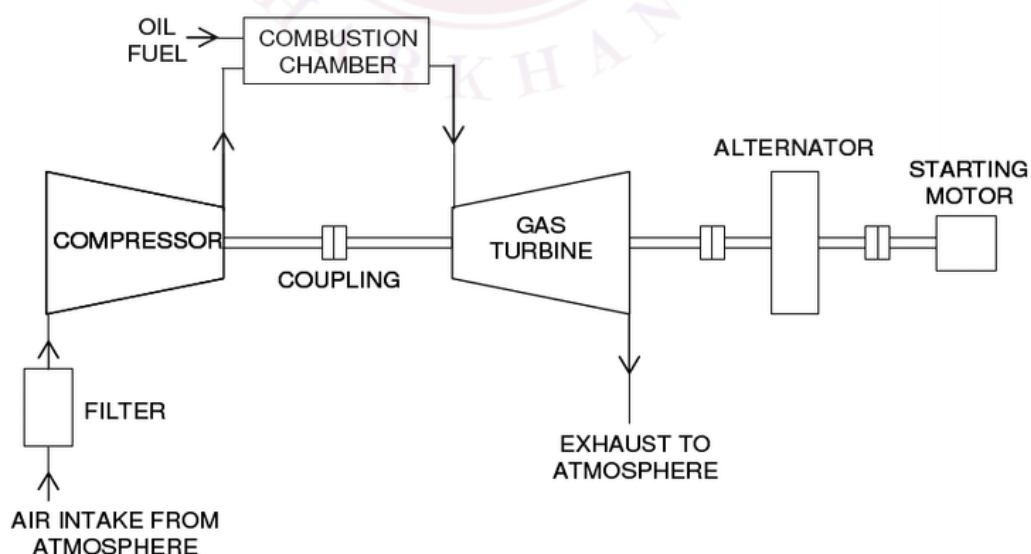 OIL
FUEL
COMBUSTION
CHAMBER
ALTERNATOR
STARTING
MOTOR
COMPRESSOR
COUPLING
GAS
TURBINE
FILTER
EXHAUST TO
ATMOSPHERE
AIR INTAKE FROM
ATMOSPHERE